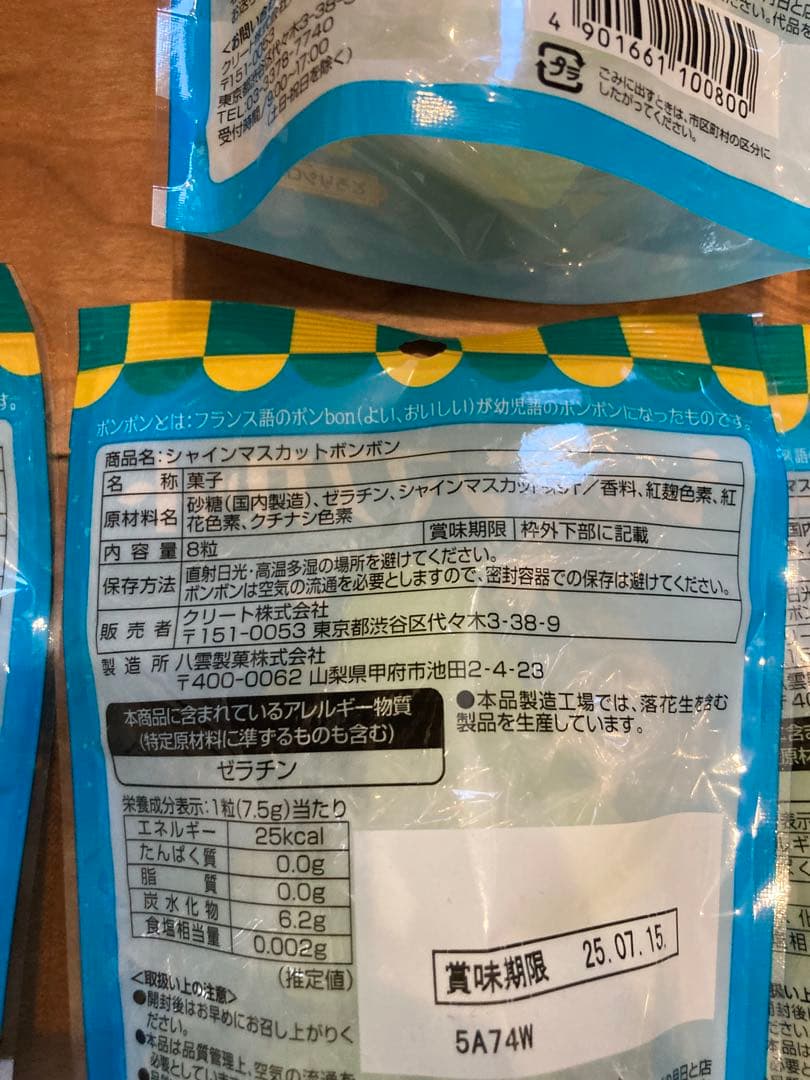 <お問い
クリート株式会社
〒151-0053
東京都渋谷区代々木3-38-9
TEL.03-3378-7740
受付時間/9:00-17:00
(土日・祝日を除く)
4 901661 100800
プラ
ごみに出すときは、市区町村の区分に
したがってください。
ボンボンとは:フランス語のボンbon(よい、おいしい)が幼児語のボンボンになったものです。
商品名:シャインマスカットボンボン
名称 菓子
原材料名 砂糖(国内製造)、ゼラチン、シャインマスカット /香料、紅麹色素、紅
花色素、クチナシ色素
内容量 8粒 賞味期限 枠外下部に記載
保存方法 直射日光・高温多湿の場所を避けてください。
ボンボンは空気の流通を必要としますので、密封容器での保存は避けてください。
販売者 クリート株式会社
〒151-0053 東京都渋谷区代々木3-38-9
製造所 八雲製菓株式会社
〒400-0062 山梨県甲府市池田2-4-23
本商品に含まれているアレルギー物質
(特定原材料に準ずるものも含む)
ゼラチン
●本品製造工場では、落花生を含む
製品を生産しています。
栄養成分表示:1粒(7.5g)当たり
エネルギー 25kcal
たんぱく質 0.0g
脂質 0.0g
炭水化物 6.2g
食塩相当量 0.002g
(推定値)
<取扱い上の注意>
●開封後はお早めにお召し上がりく
ださい。
●本品は品質管理上、空気の流通を
必要としてい
賞味期限 25.07.15.
5A74W